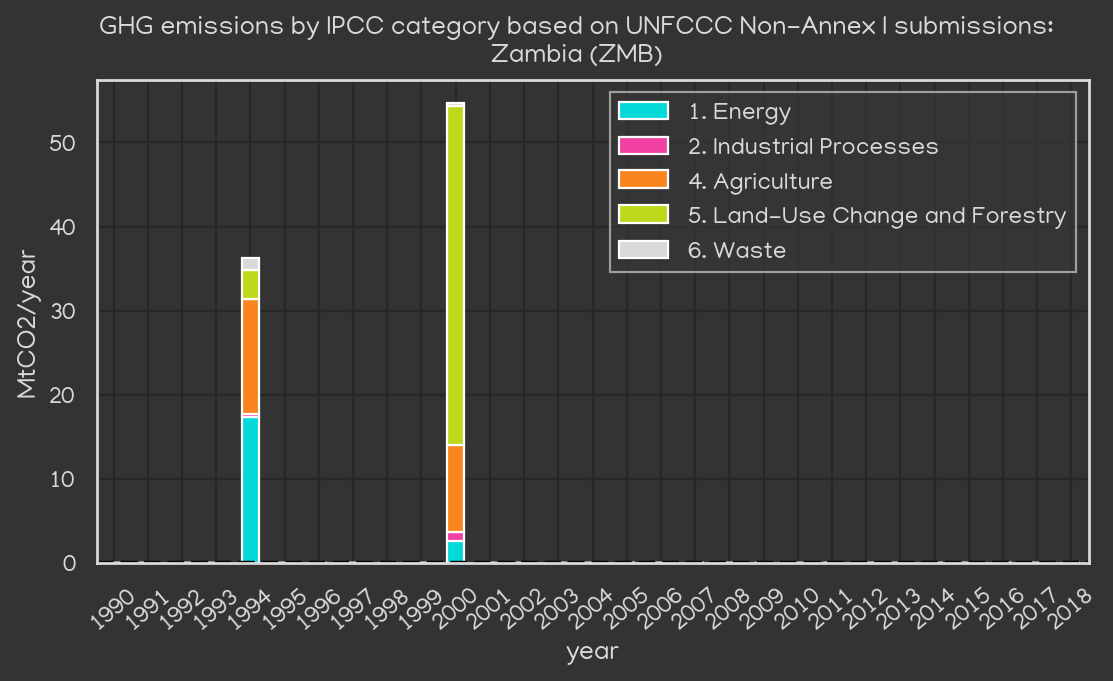 GHG emissions by IPCC category based on UNFCCC Non-Annex I submissions:
Zambia (ZMB)
1. Energy
2. Industrial Processes
4. Agriculture
5. Land-Use Change and Forestry
6. Waste
MtCO2/year
50
40
30
20
10
0
1990 1991 1992 1993 1994 1995 1996 1997 1998 1999 2000 2001 2002 2003 2004 2005 2006 2007 2008 2009 2010 2011 2012 2013 2014 2015 2016 2017 2018
year